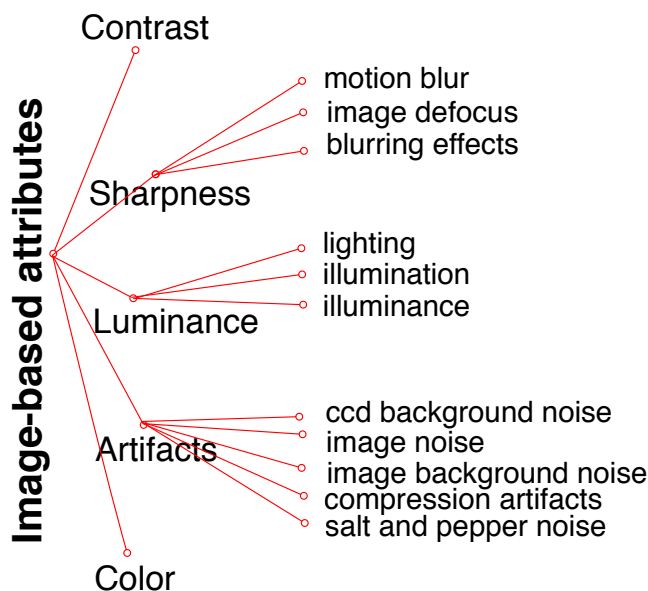 Image-based attributes
Contrast
Sharpness
motion blur
image defocus
blurring effects
Luminance
lighting
illumination
illuminance
Artifacts
ccd background noise
image noise
image background noise
compression artifacts
salt and pepper noise
Color